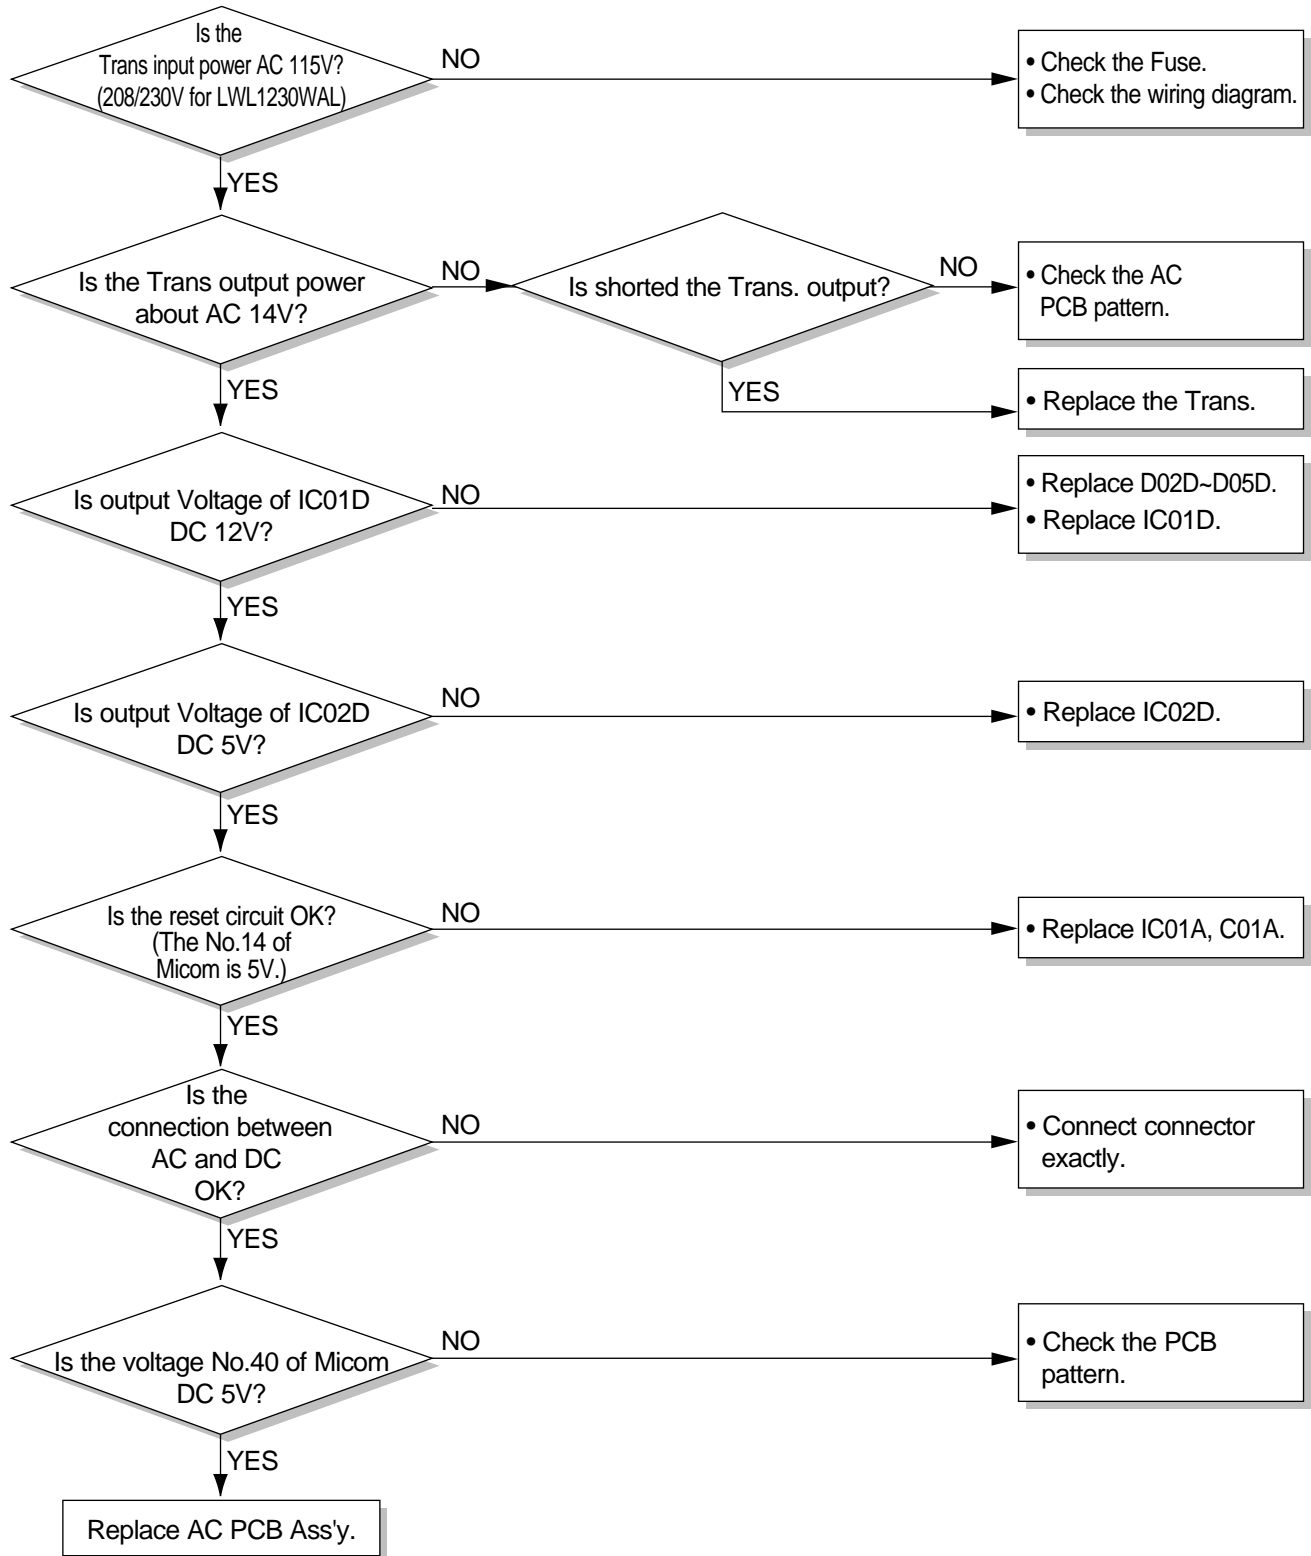 Is the
Trans input power AC 115V?
(208/230V for LWL1230WAL)
NO
• Check the Fuse.
• Check the wiring diagram.
YES
Is the Trans output power
about AC 14V?
NO
Is shorted the Trans. output?
NO
• Check the AC
PCB pattern.
YES
YES
• Replace the Trans.
Is output Voltage of IC01D
DC 12V?
NO
• Replace D02D~D05D.
• Replace IC01D.
YES
Is output Voltage of IC02D
DC 5V?
NO
• Replace IC02D.
YES
Is the reset circuit OK?
(The No.14 of
Micom is 5V.)
NO
• Replace IC01A, C01A.
YES
Is the
connection between
AC and DC
OK?
NO
• Connect connector
exactly.
YES
Is the voltage No.40 of Micom
DC 5V?
NO
• Check the PCB
pattern.
YES
Replace AC PCB Ass'y.